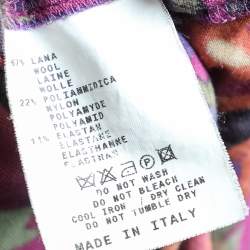 LANA
WOOL
LAINE
WOLLE
22% POLIAMMIDICA
NYLON
POLYAMYDE
POLYAMID
ELASTAN
ELASTANE
ELASTHANNE
DO NOT WASH
DO NOT BLEACH
COOL IRON / DRY CLEAN
DO NOT TUMBLE DRY
MADE IN ITALY